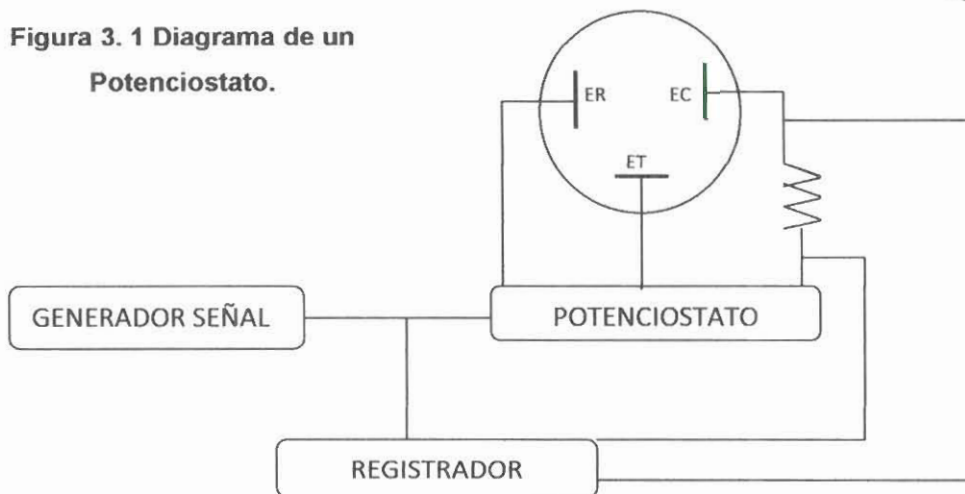 Figura 3. 1 Diagrama de un
Potenciostato.
ER
EC
ET
GENERADOR SEÑAL
POTENCIOSTATO
REGISTRADOR